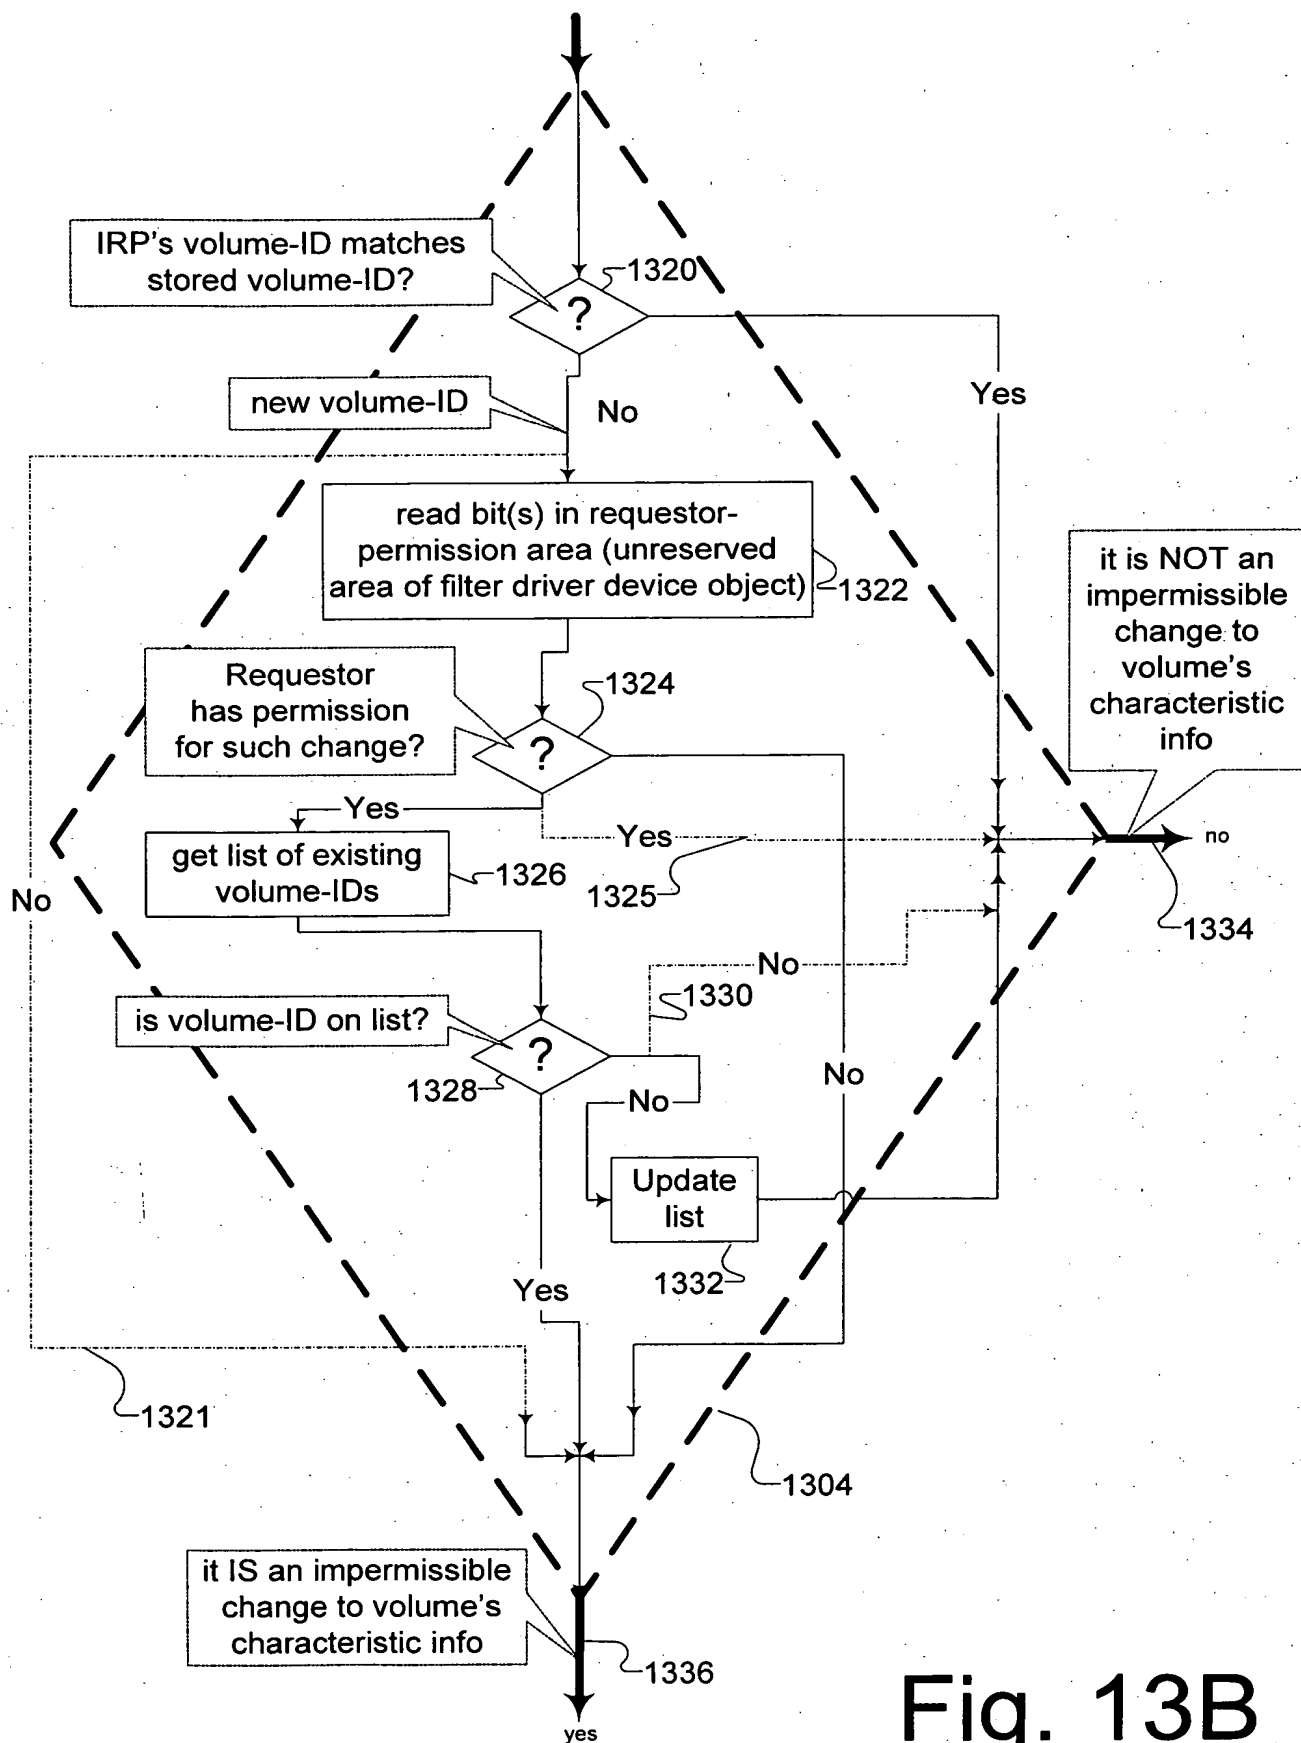 IRP's volume-ID matches
stored volume-ID?
1320
?
Yes
new volume-ID
No
read bit(s) in requestor-
permission area (unreserved
area of filter driver device object)
1322
it is NOT an
impermissible
change to
volume's
characteristic
info
Requestor
has permission
for such change?
1324
?
Yes
Yes
no
get list of existing
volume-IDs
1326
1325
No
1334
No
1330
is volume-ID on list?
?
1328
No
No
Update
list
1332
Yes
1321
1304
it IS an impermissible
change to volume's
characteristic info
1336
yes
Fig. 13B